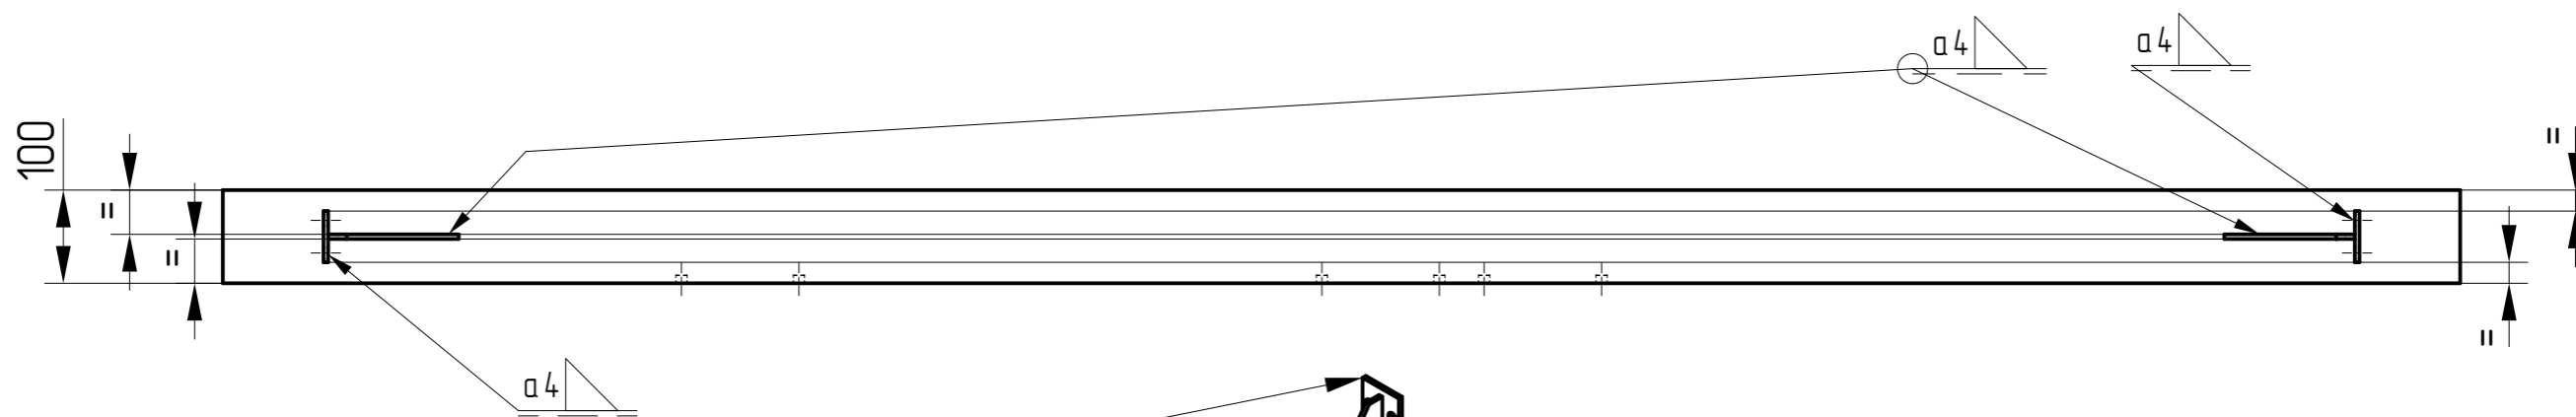 a4
a4
100
=
=
=
=
a4